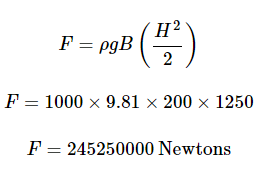 F = ρgB (H²/2)
F = 1000 × 9.81 × 200 × 1250
F = 245250000 Newtons